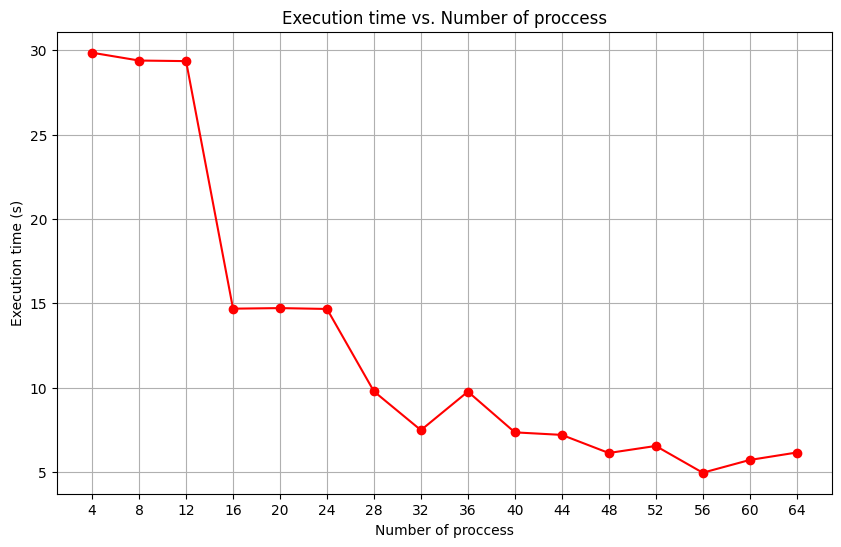 Execution time vs. Number of proccess
Execution time (s)
30
25
20
15
10
5
4 8 12 16 20 24 28 32 36 40 44 48 52 56 60 64
Number of proccess